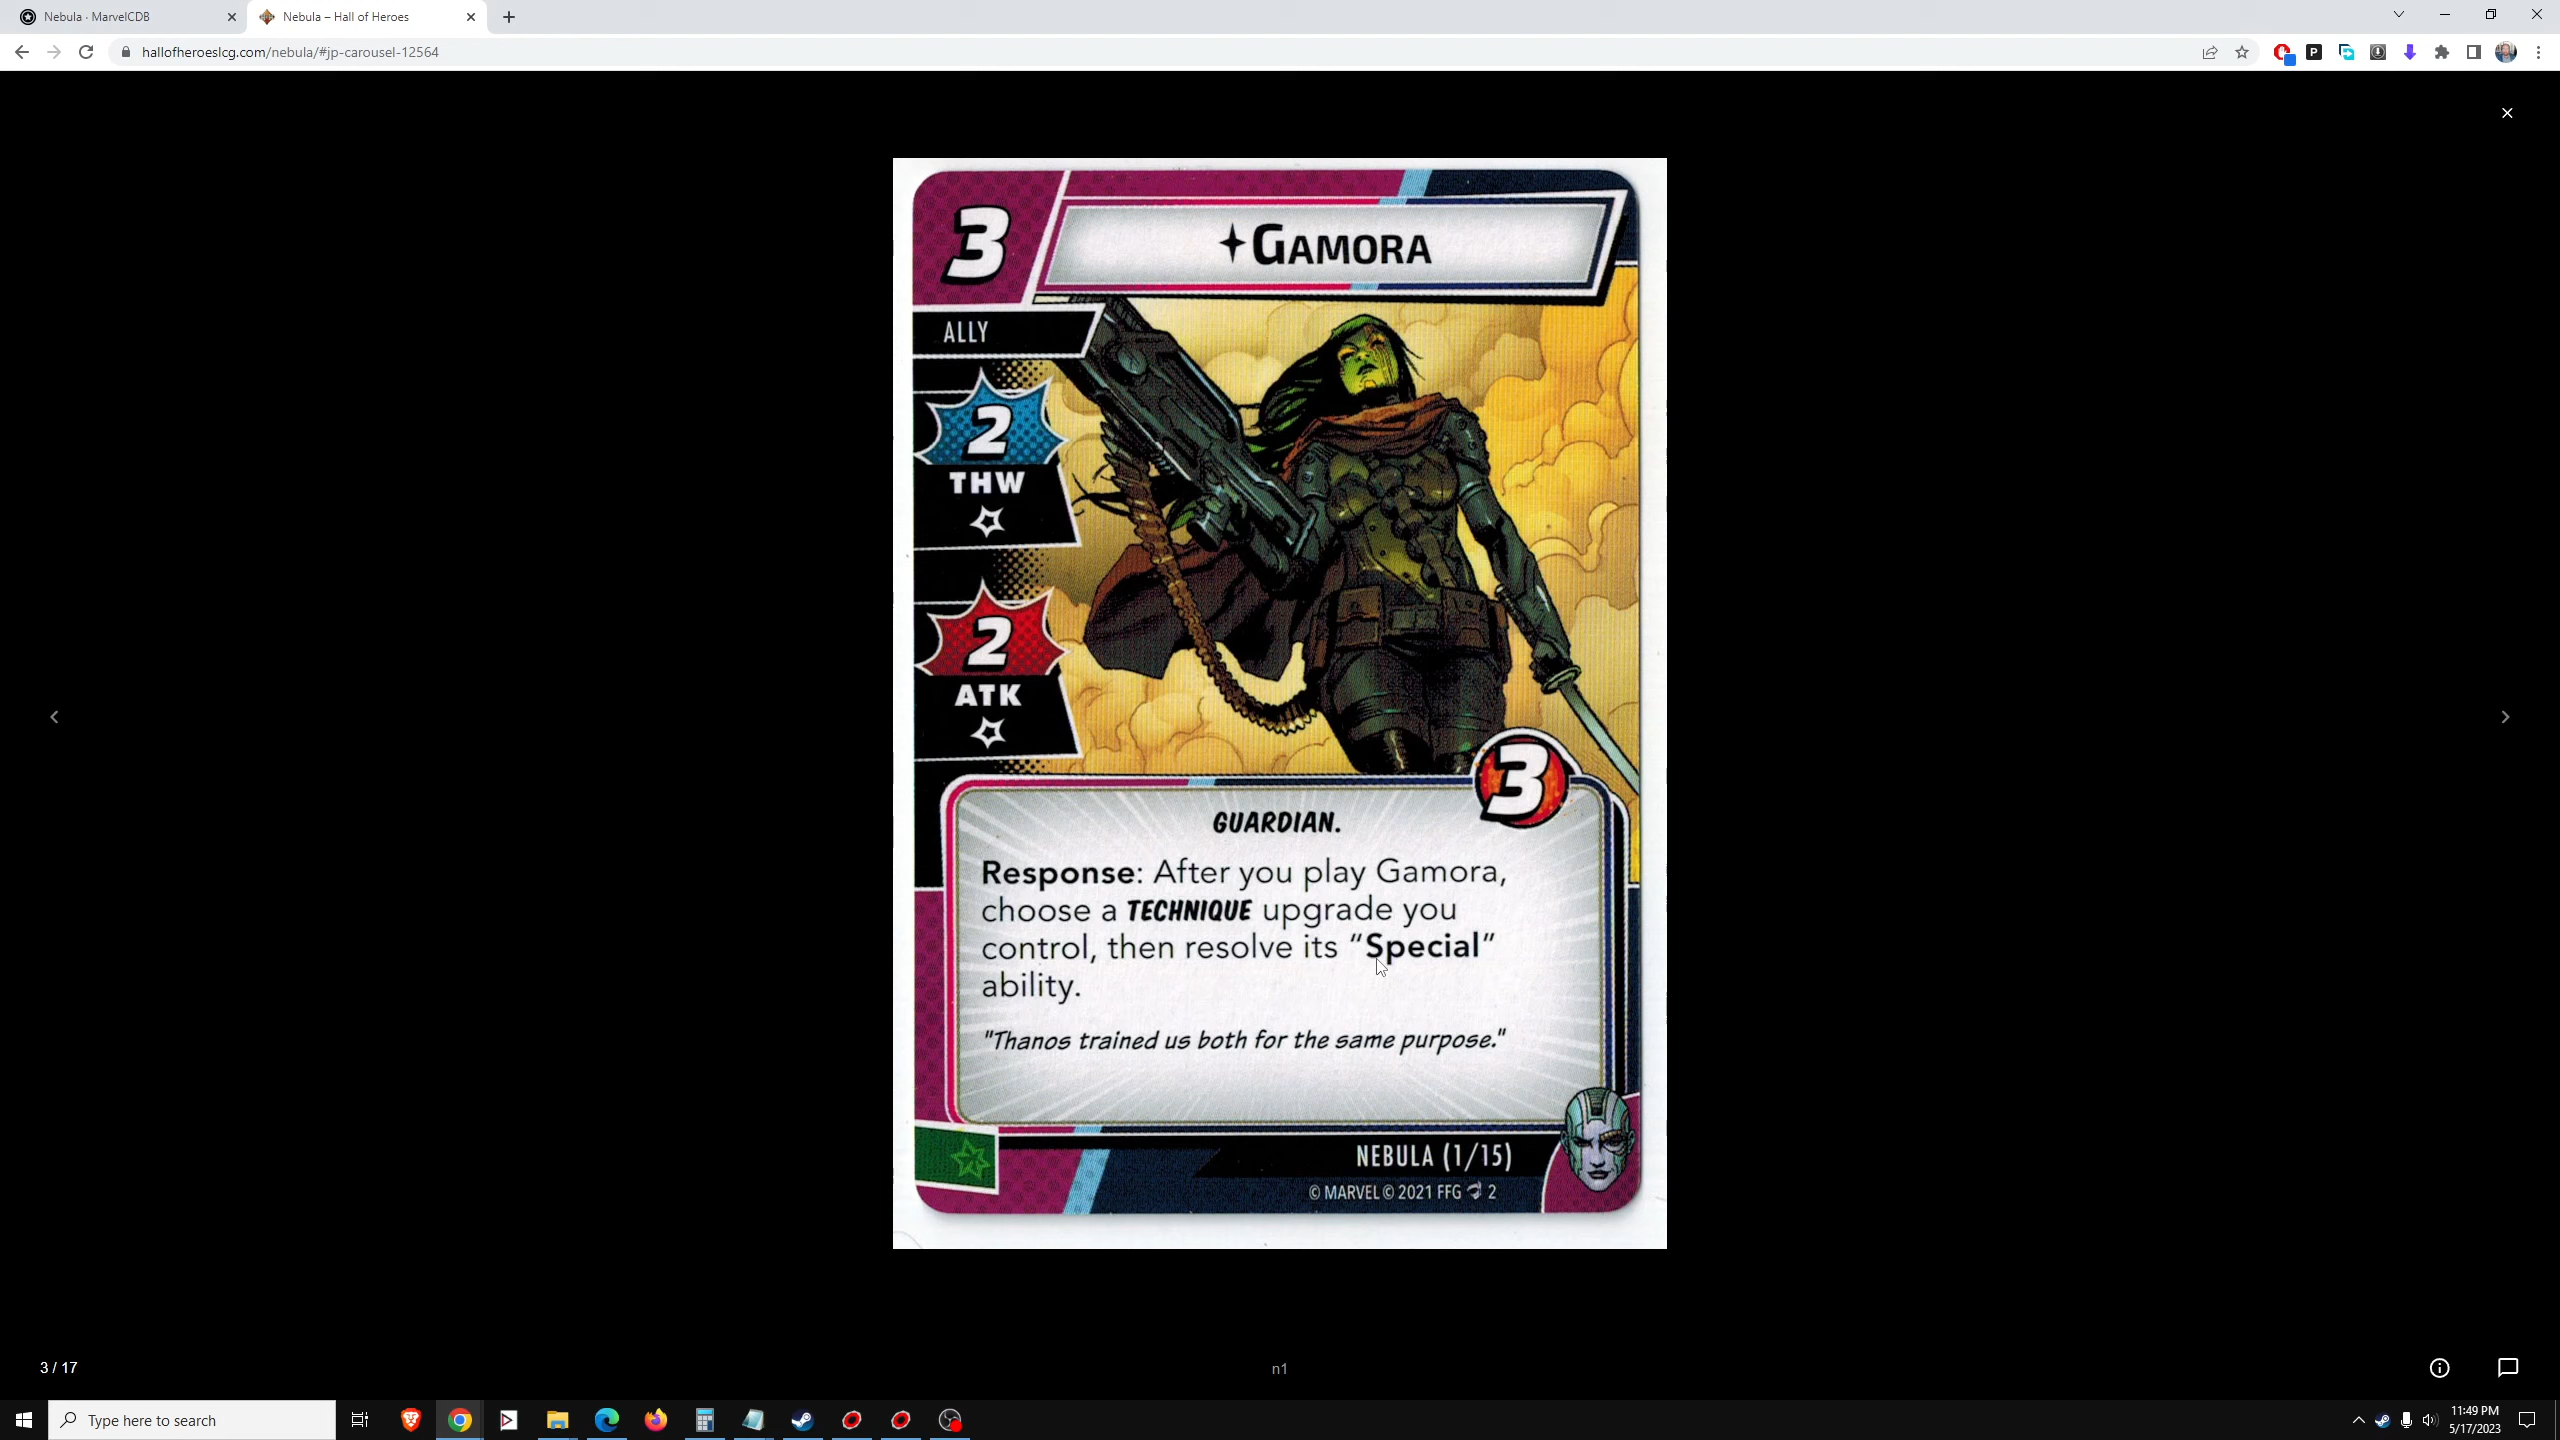 Nebula · MarvelCDB
Nebula – Hall of Heroes
hallofheroeslcg.com/nebula/#jp-carousel-12564
3
GAMORA
ALLY
2
THW
2
ATK
3
GUARDIAN.
Response: After you play Gamora,
choose a TECHNIQUE upgrade you
control, then resolve its “Special”
ability.
"Thanos trained us both for the same purpose."
NEBULA (1/15)
© MARVEL © 2021 FFG 2
3 / 17
n1
Type here to search
11:49 PM
5/17/2023